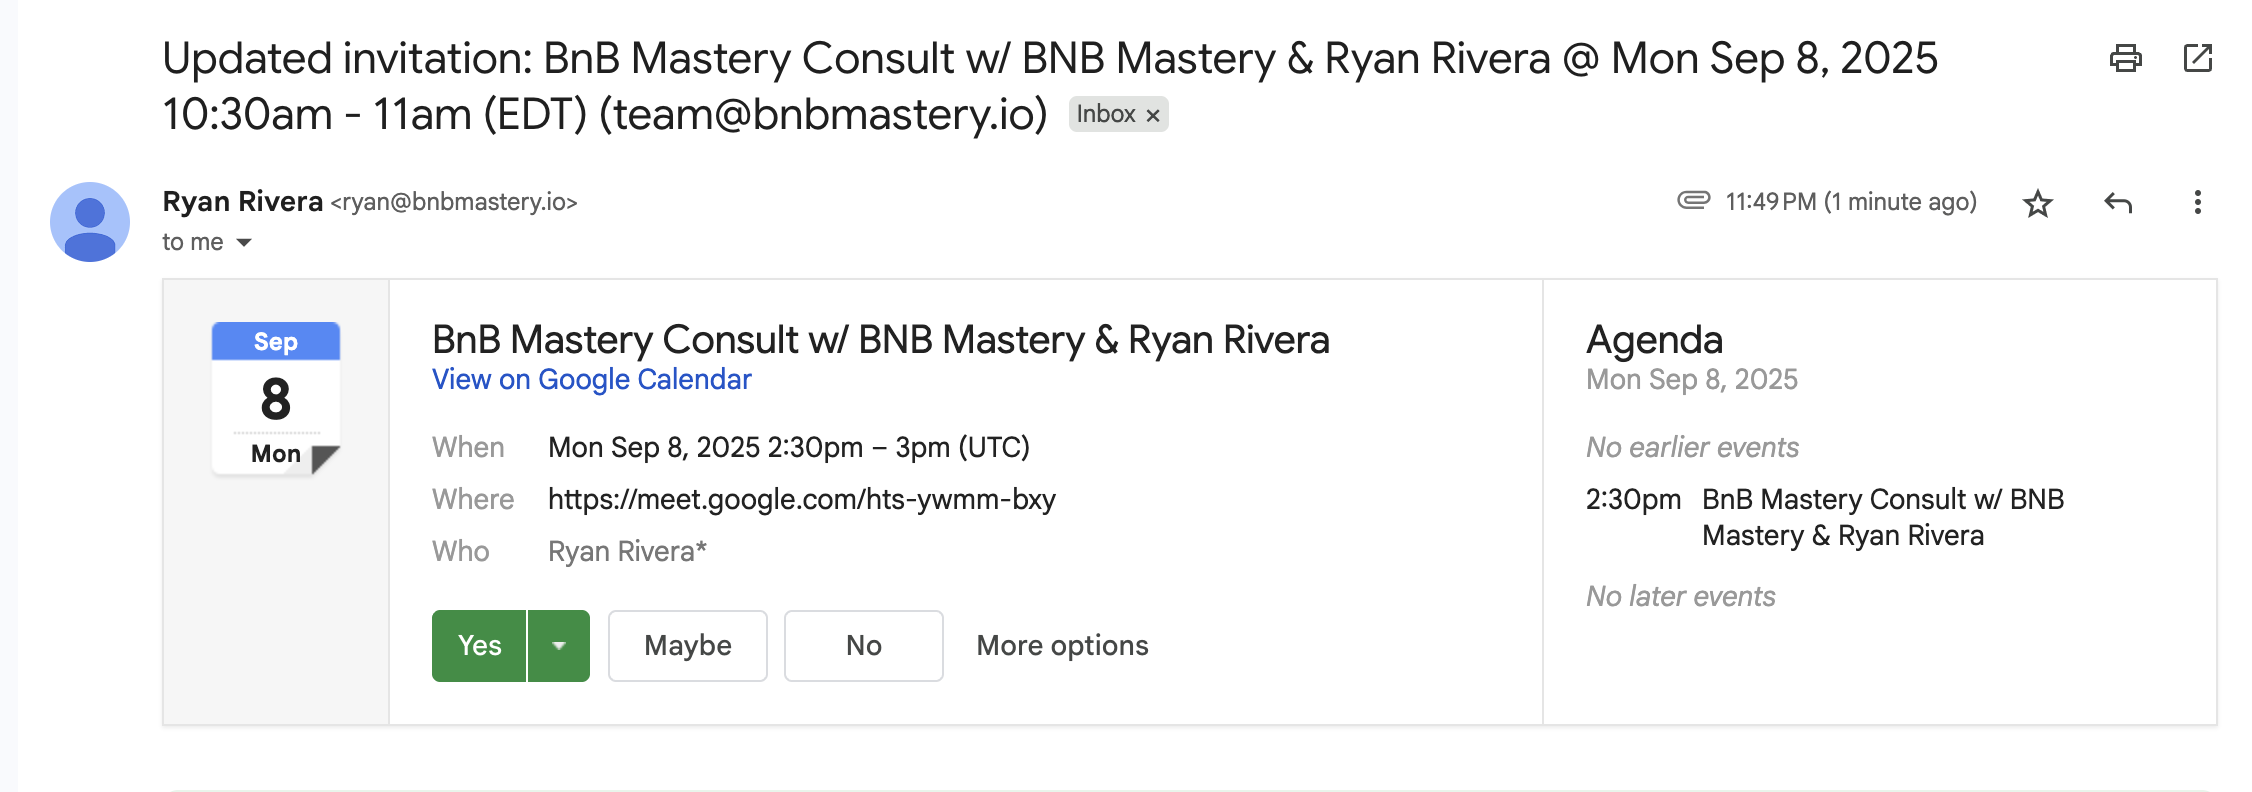 Updated invitation: BnB Mastery Consult w/ BNB Mastery & Ryan Rivera @ Mon Sep 8, 2025
10:30am - 11am (EDT) (team@bnbmastery.io) Inbox ×
Ryan Rivera <ryan@bnbmastery.io>
11:49 PM (1 minute ago)
to me
Sep
8
Mon
BnB Mastery Consult w/ BNB Mastery & Ryan Rivera
View on Google Calendar
When Mon Sep 8, 2025 2:30pm – 3pm (UTC)
Where https://meet.google.com/hts-ywmm-bxy
Who Ryan Rivera*
Yes Maybe No More options
Agenda
Mon Sep 8, 2025
No earlier events
2:30pm BnB Mastery Consult w/ BNB
Mastery & Ryan Rivera
No later events